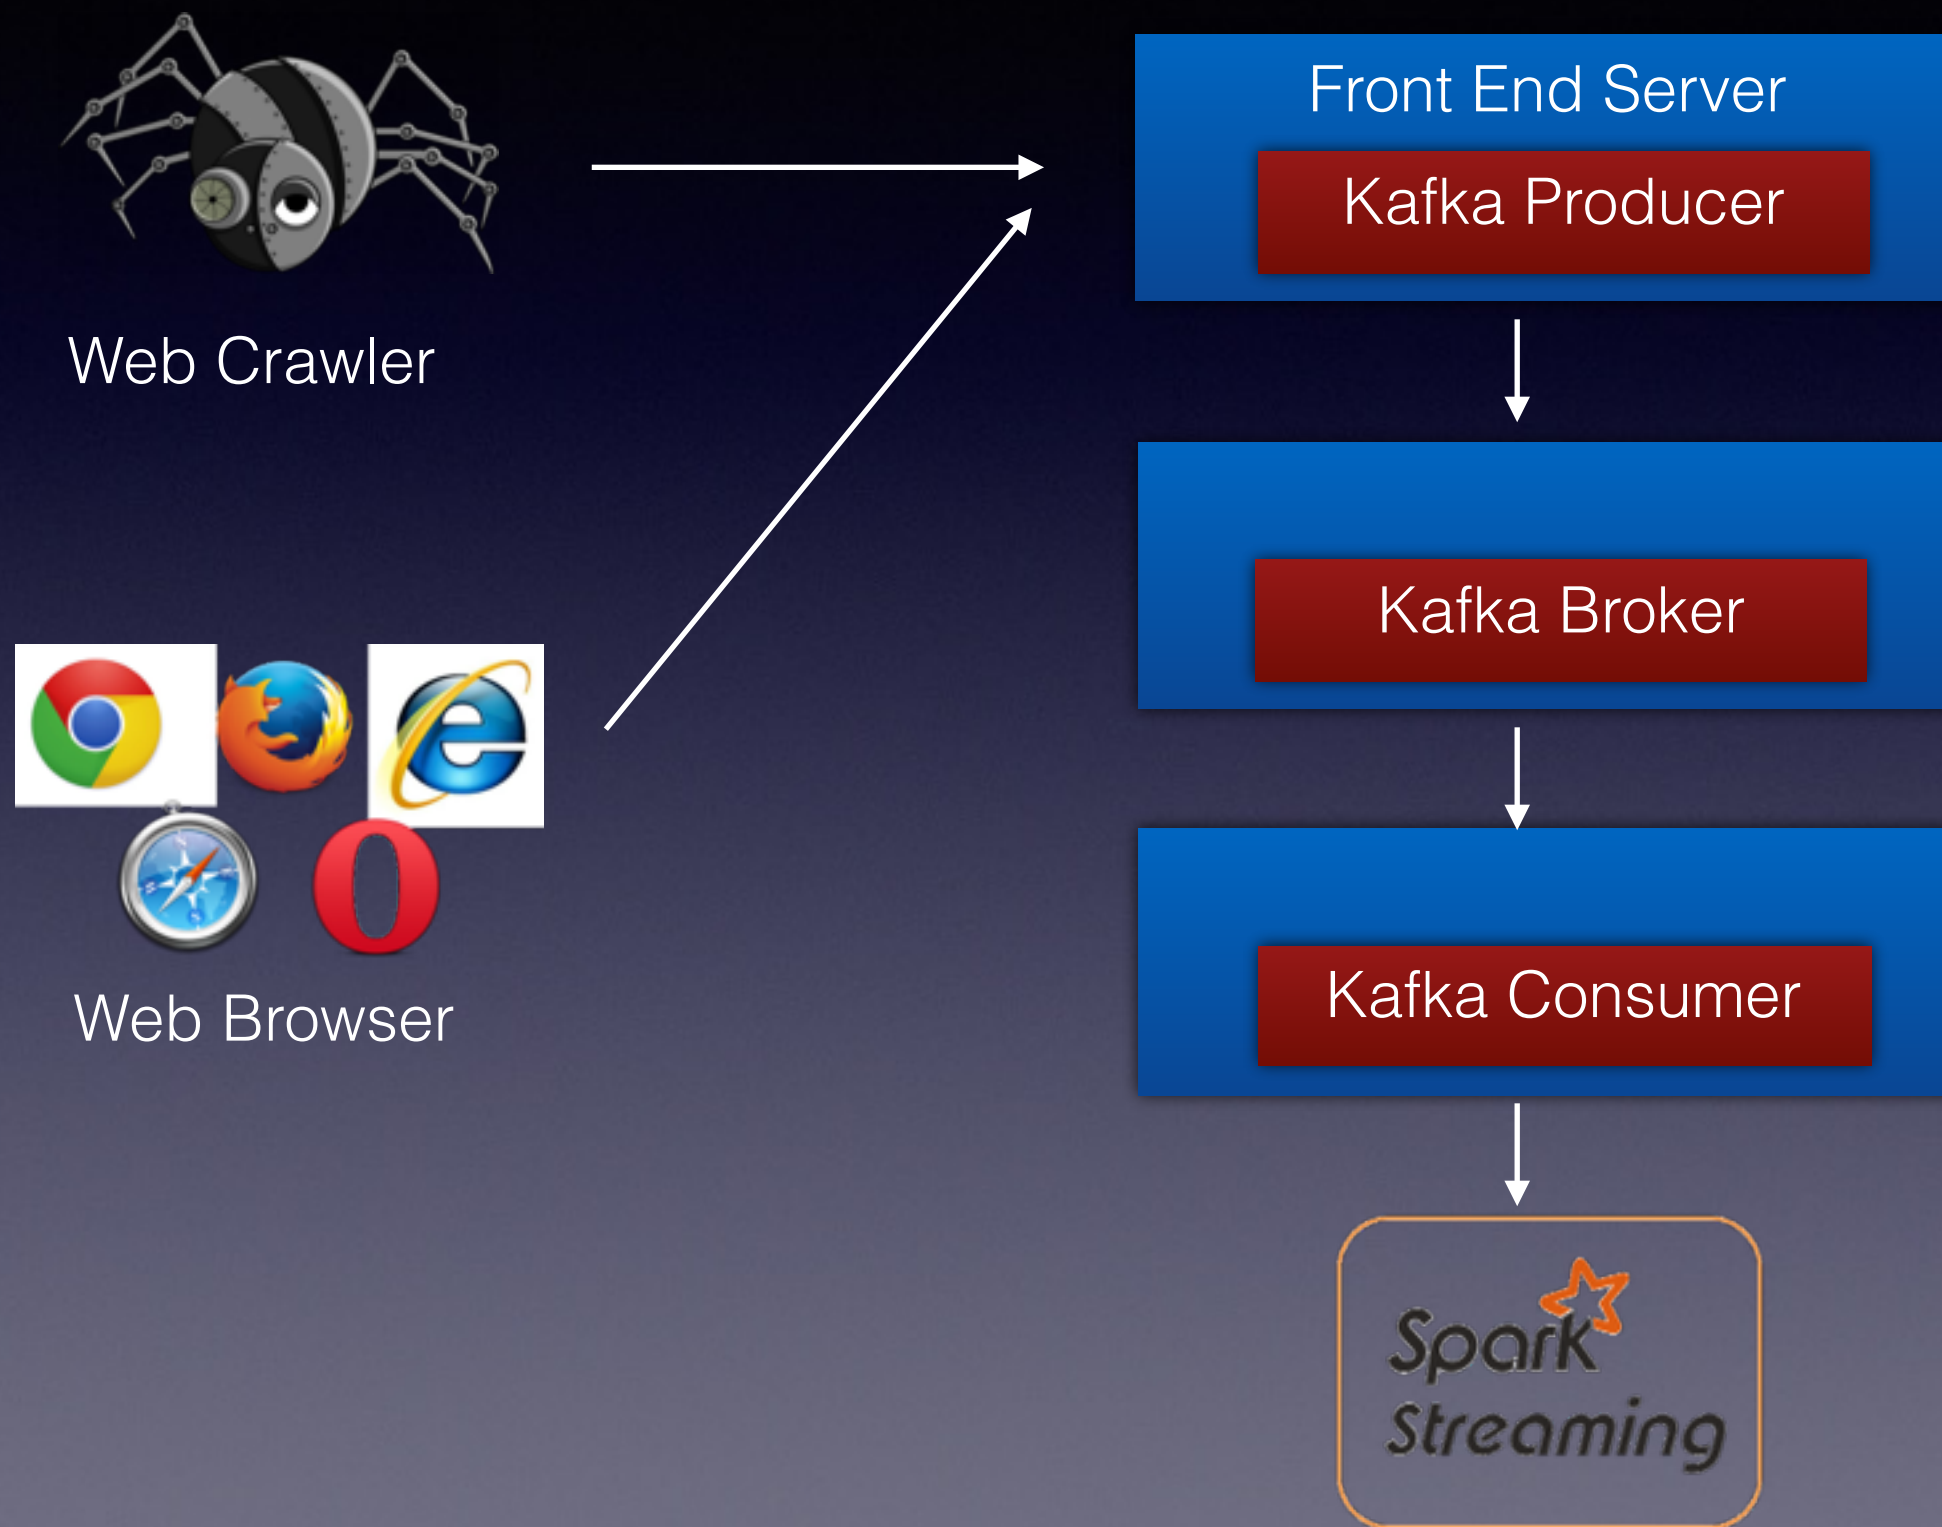 Front End Server
Kafka Producer
Web Crawler
Kafka Broker
Web Browser
Kafka Consumer
Spark
Streaming